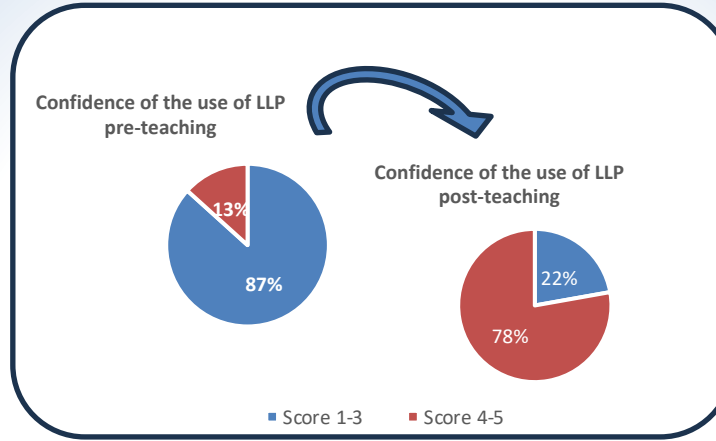 Confidence of the use of LLP
pre-teaching
13%
87%
Confidence of the use of LLP
post-teaching
22%
78%
Score 1-3
Score 4-5